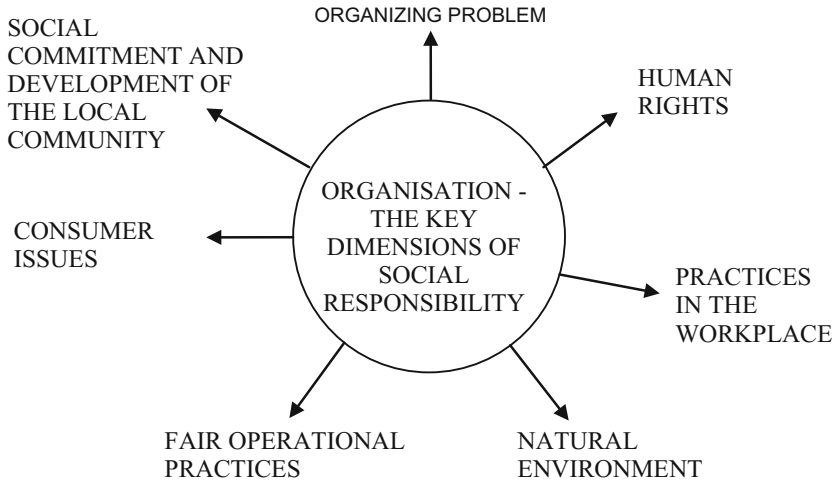 ORGANIZING PROBLEM
SOCIAL
COMMITMENT AND
DEVELOPMENT OF
THE LOCAL
COMMUNITY
HUMAN
RIGHTS
ORGANISATION -
THE KEY
DIMENSIONS OF
SOCIAL
RESPONSIBILITY
CONSUMER
ISSUES
PRACTICES
IN THE
WORKPLACE
FAIR OPERATIONAL
PRACTICES
NATURAL
ENVIRONMENT